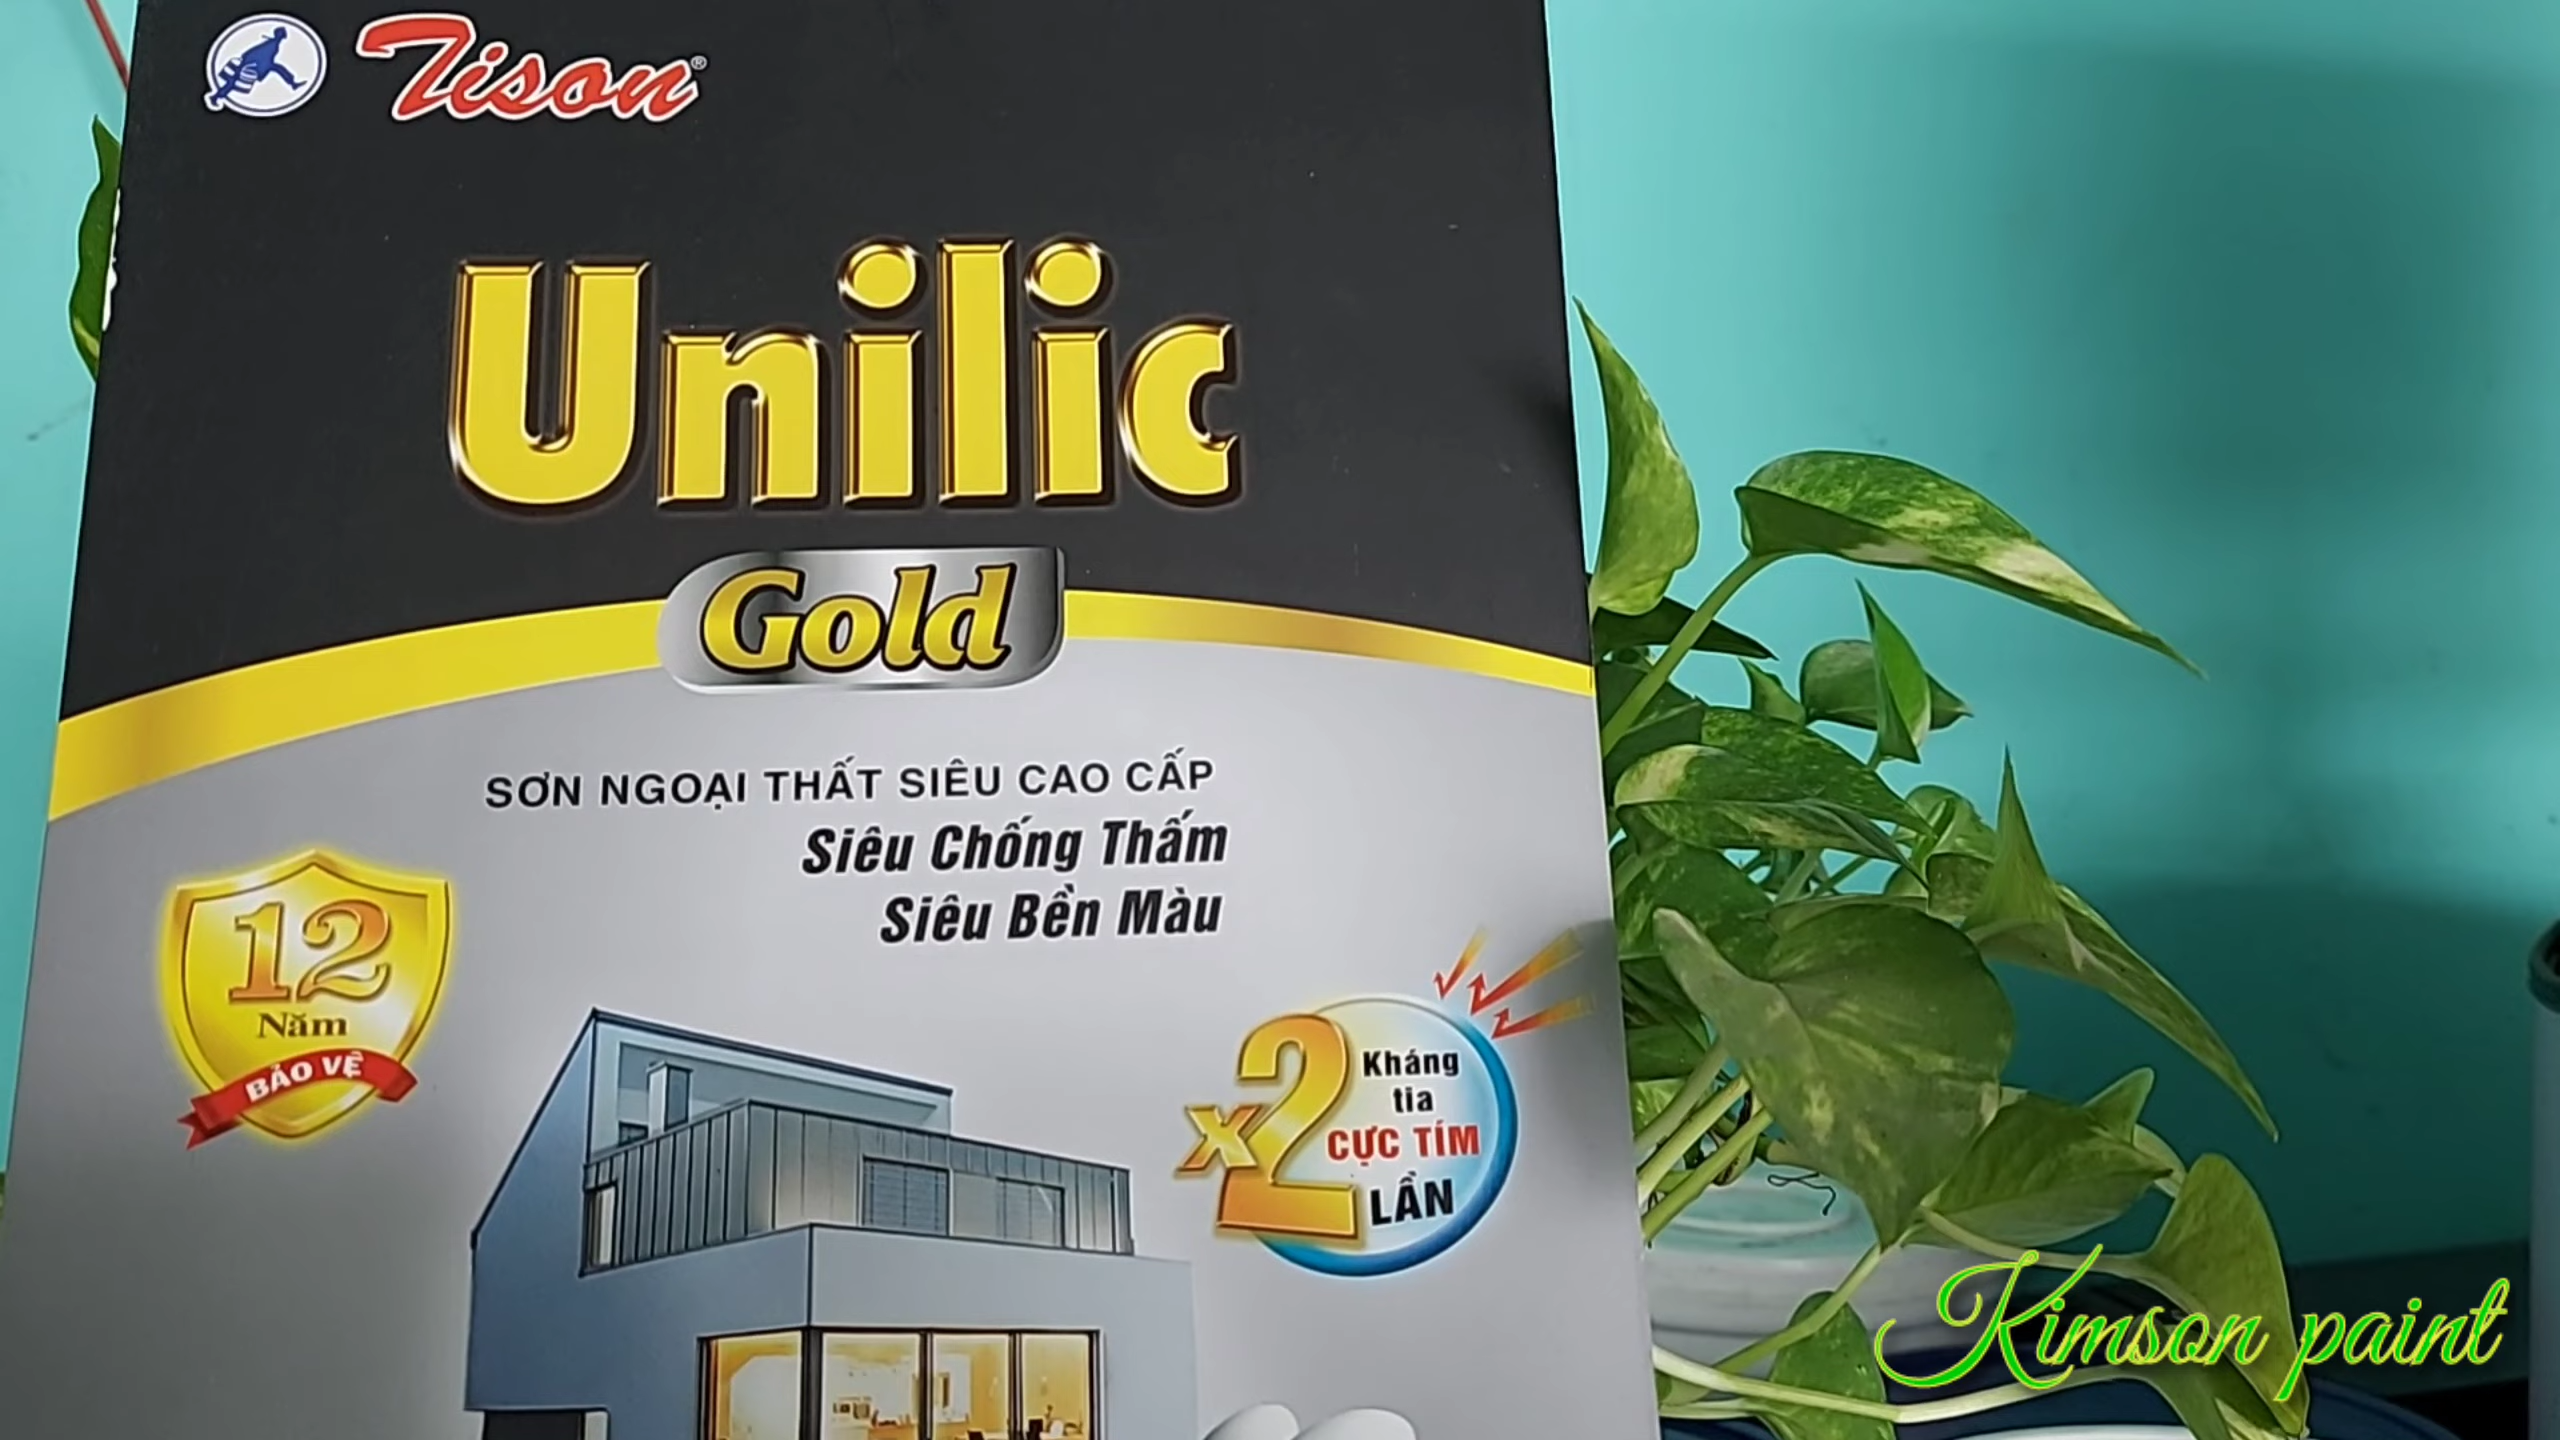 Tison®
Unilic
Gold
SƠN NGOẠI THẤT SIÊU CAO CẤP
Siêu Chống Thấm
Siêu Bền Màu
12
Năm
BẢO VỆ
x2
Kháng
tia
CỰC TÍM
LẦN
Kimson paint